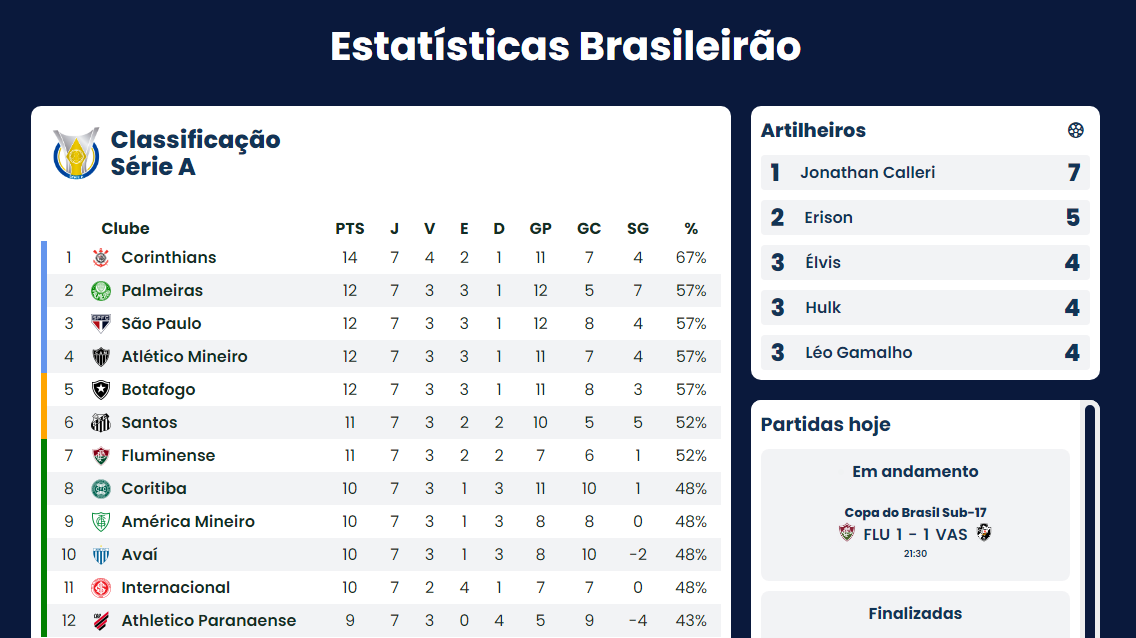 Estatísticas Brasileirão
Classificação
Série A
Clube PTS J V E D GP GC SG %
1 Corinthians 14 7 4 2 1 11 7 4 67%
2 Palmeiras 12 7 3 3 1 12 5 7 57%
3 São Paulo 12 7 3 3 1 12 8 4 57%
4 Atlético Mineiro 12 7 3 3 1 11 7 4 57%
5 Botafogo 12 7 3 3 1 11 8 3 57%
6 Santos 11 7 3 2 2 10 5 5 52%
7 Fluminense 11 7 3 2 2 7 6 1 52%
8 Coritiba 10 7 3 1 3 11 10 1 48%
9 América Mineiro 10 7 3 1 3 8 8 0 48%
10 Avaí 10 7 3 1 3 8 10 -2 48%
11 Internacional 10 7 2 4 1 7 7 0 48%
12 Athletico Paranaense 9 7 3 0 4 5 9 -4 43%
Artilheiros
1 Jonathan Calleri 7
2 Erison 5
3 Élvis 4
3 Hulk 4
3 Léo Gamalho 4
Partidas hoje
Em andamento
Copa do Brasil Sub-17
FLU 1 - 1 VAS
21:30
Finalizadas